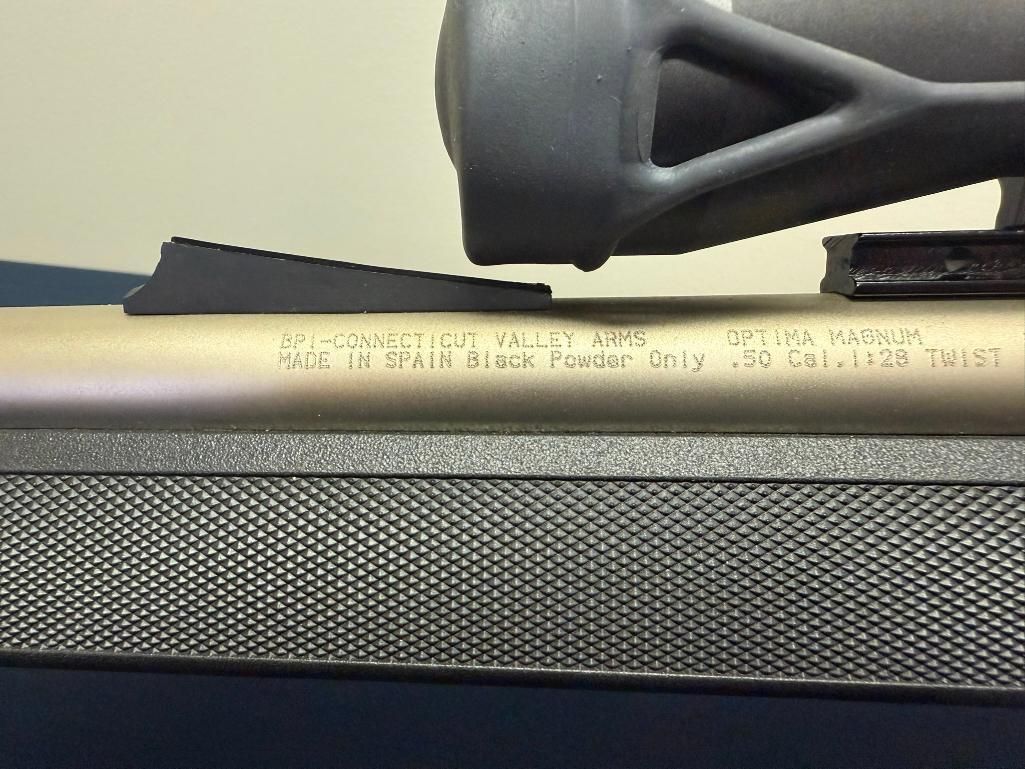 BPI-CONNECTICUT VALLEY ARMS OPTIMA MAGNUM
MADE IN SPAIN Black Powder Only .50 Cal.1:28 TWIST